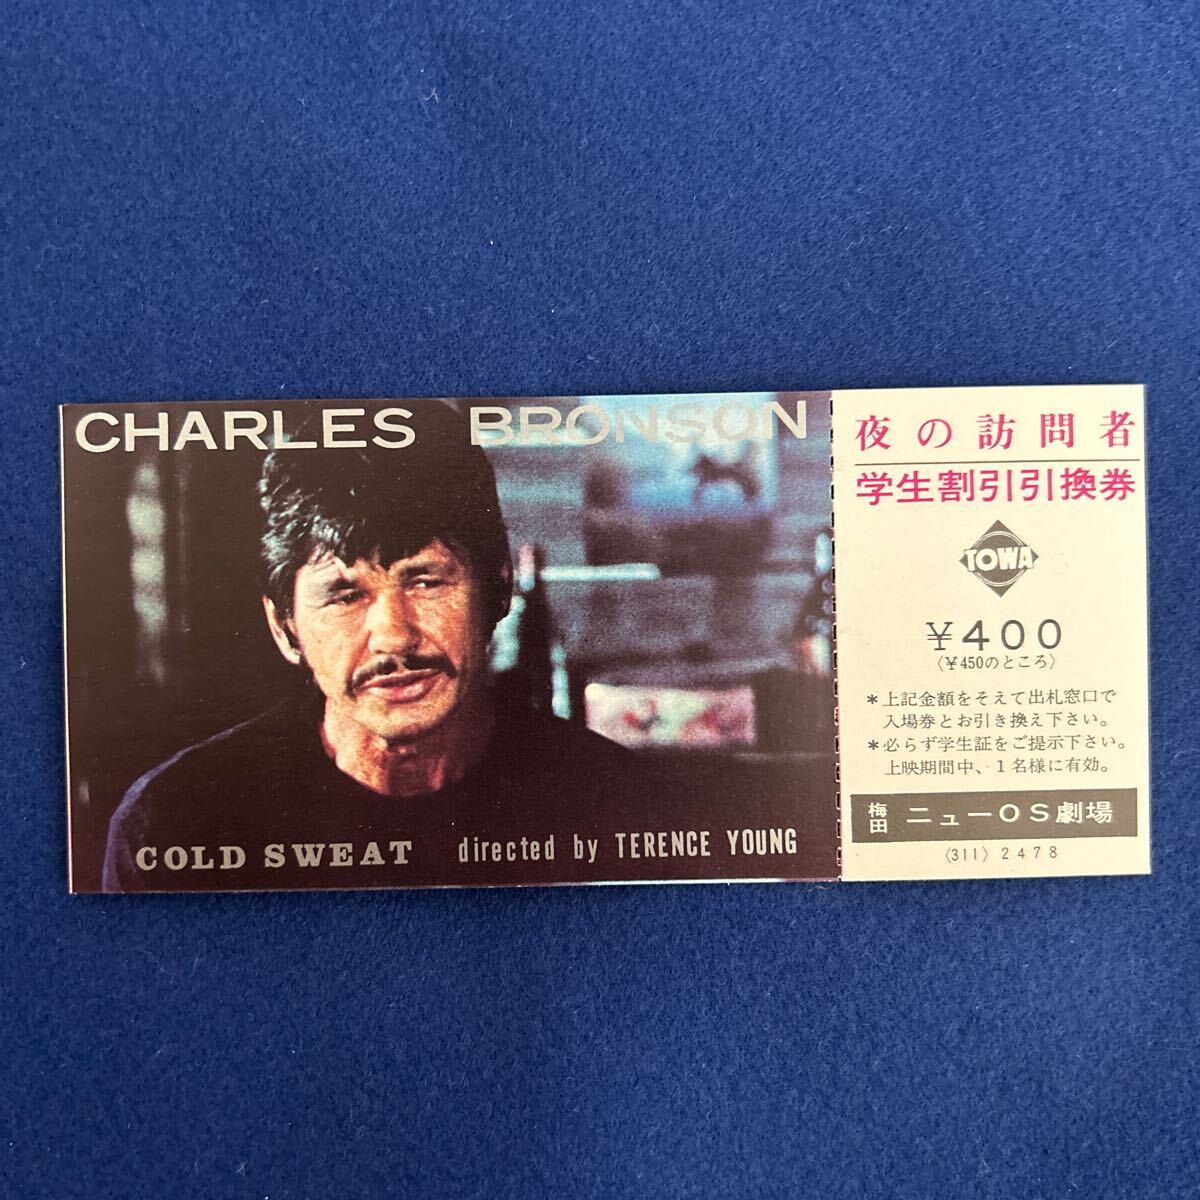 CHARLES BRONSON
COLD SWEAT directed by TERENCE YOUNG
夜の訪問者
学生割引引換券
TOWA
¥400
〈¥450のところ〉
*上記金額をそえて出札窓口で
入場券とお引き換え下さい。
*必らず学生証をご提示下さい。
上映期間中、1名様に有効。
梅田 ニューOS劇場
〈311〉2478